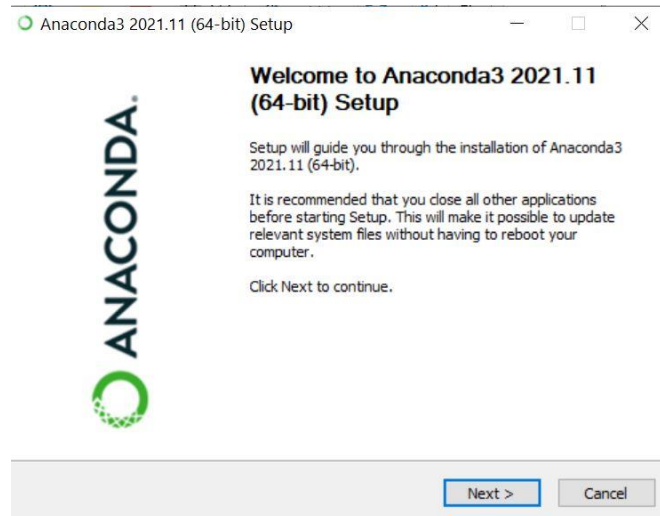 Anaconda3 2021.11 (64-bit) Setup
ANACONDA.
Welcome to Anaconda3 2021.11
(64-bit) Setup
Setup will guide you through the installation of Anaconda3
2021.11 (64-bit).
It is recommended that you close all other applications
before starting Setup. This will make it possible to update
relevant system files without having to reboot your
computer.
Click Next to continue.
Next >
Cancel